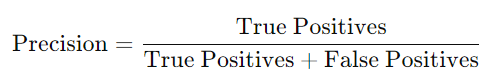 Precision = True Positives / True Positives + False Positives